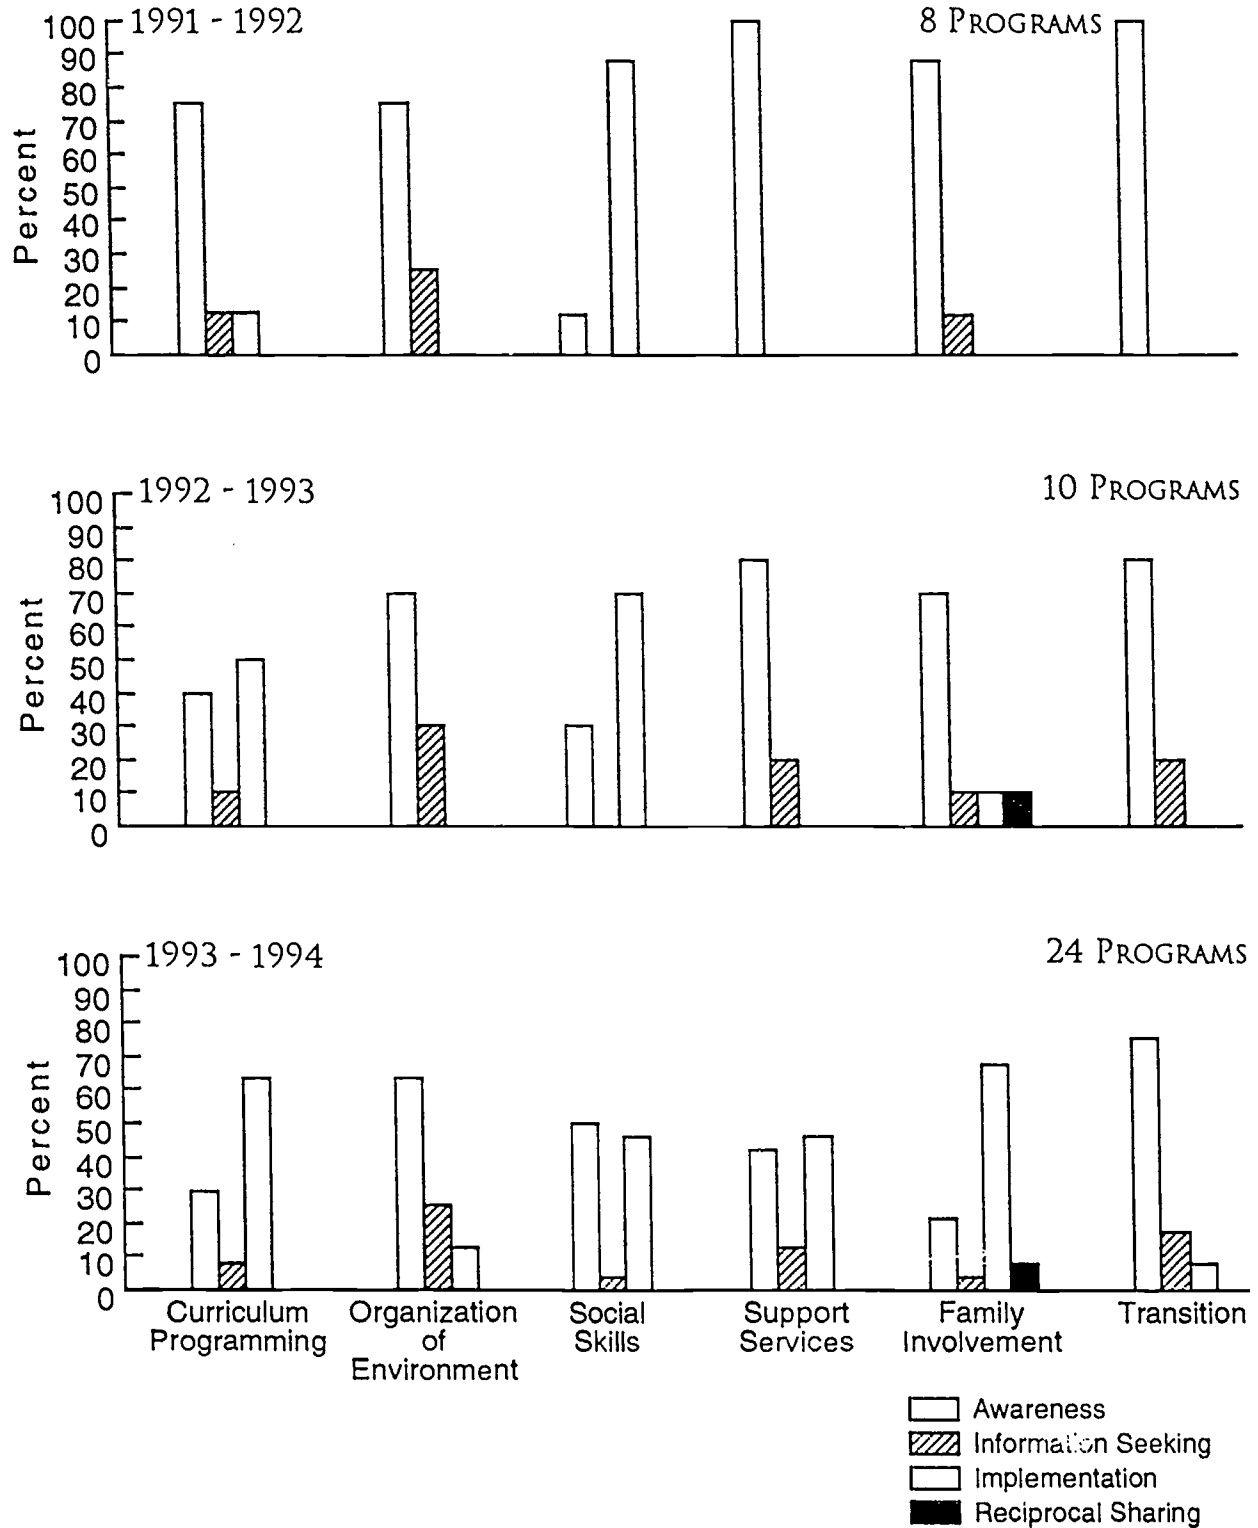 1991 - 1992
8 PROGRAMS
Percent
100
90
80
70
60
50
40
30
20
10
0
1992 - 1993
10 PROGRAMS
Percent
100
90
80
70
60
50
40
30
20
10
0
1993 - 1994
24 PROGRAMS
Percent
100
90
80
70
60
50
40
30
20
10
0
Curriculum
Programming
Organization
of
Environment
Social
Skills
Support
Services
Family
Involvement
Transition
Awareness
Information Seeking
Implementation
Reciprocal Sharing